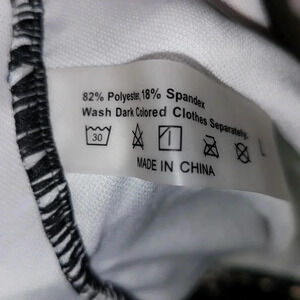 82% Polyester, 18% Spandex
Wash Dark Colored Clothes Separately.
30
L
MADE IN CHINA